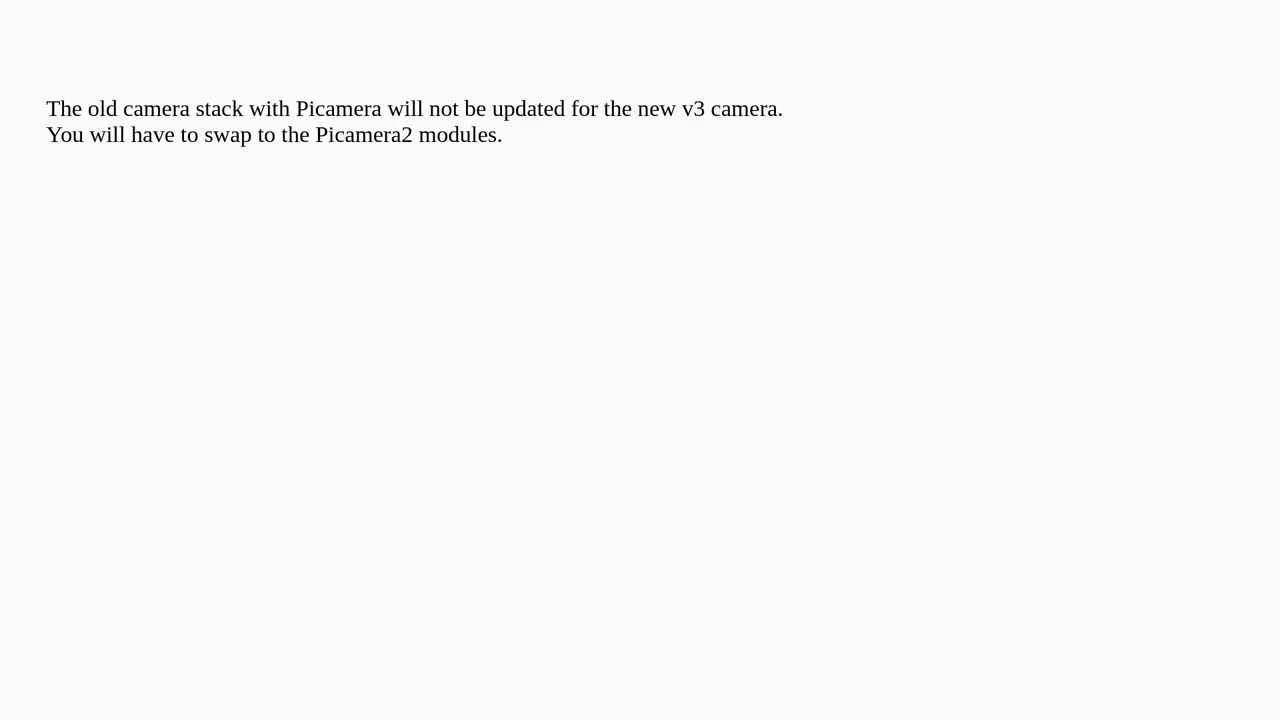 The old camera stack with Picamera will not be updated for the new v3 camera.
You will have to swap to the Picamera2 modules.